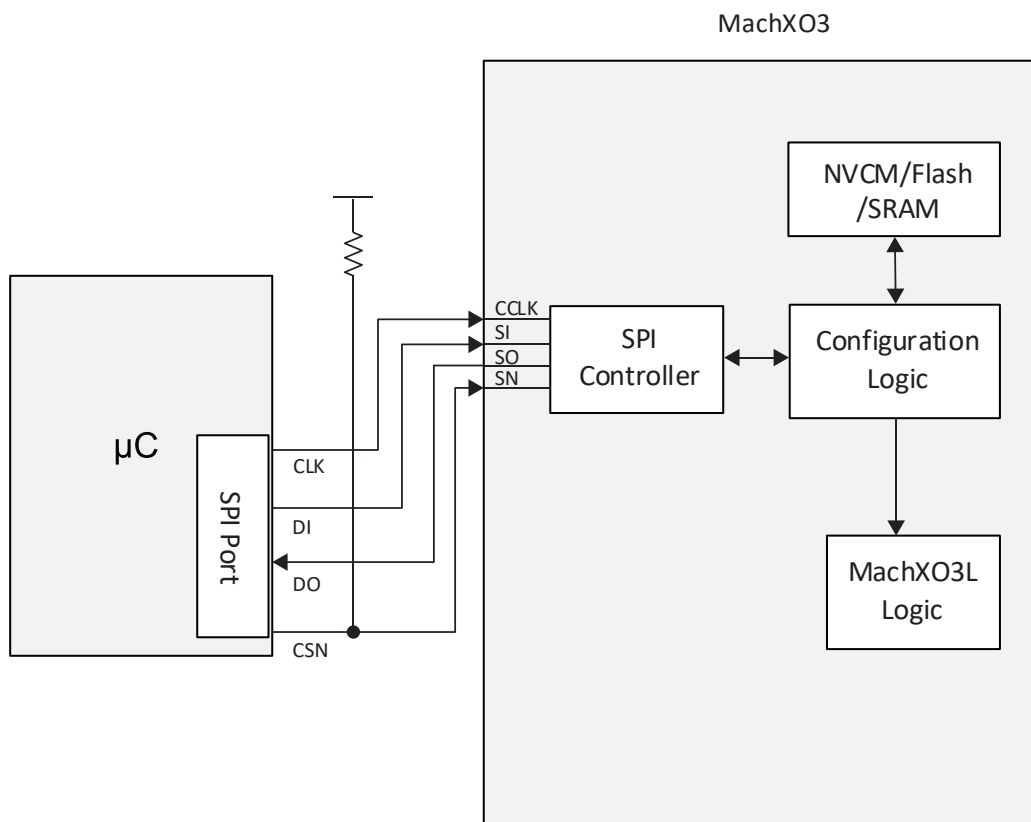 MachXO3
NVCM/Flash
/SRAM
CCLK
SI
SO
SN
SPI
Controller
Configuration
Logic
µC
SPI Port
CLK
DI
DO
CSN
MachXO3L
Logic